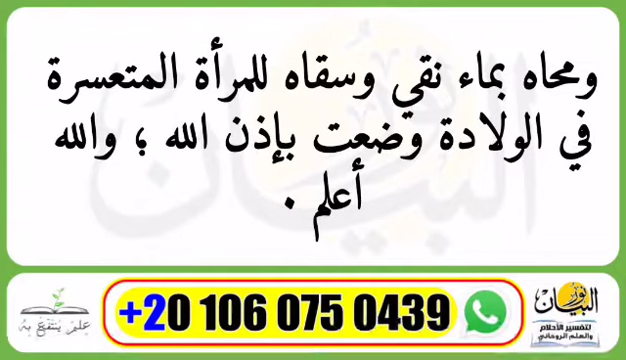 ومحاه بماء نقي وسقاه للمرأة المتعسرة
في الولادة وضعت بإذن الله ؛ والله
أعلم .
علم ينتفع به
+20 106 075 0439
نور البيان
لتفسير الأحلام
والعلم الروحاني